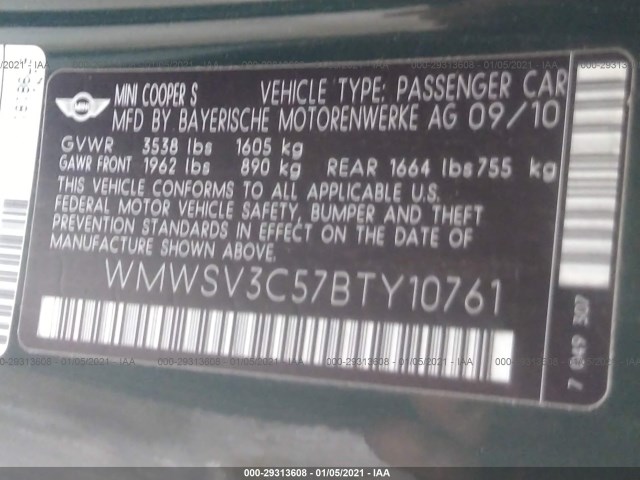 MINI
MINI COOPER S VEHICLE TYPE: PASSENGER CAR
MFD BY BAYERISCHE MOTORENWERKE AG 09/10
GVWR 3538 lbs 1605 kg
GAWR FRONT 1962 lbs 890 kg REAR 1664 lbs 755 kg
THIS VEHICLE CONFORMS TO ALL APPLICABLE U.S.
FEDERAL MOTOR VEHICLE SAFETY, BUMPER AND THEFT
PREVENTION STANDARDS IN EFFECT ON THE DATE OF
MANUFACTURE SHOWN ABOVE.
WMWSV3C57BTY10761
7 049 307
000-29313608 - 01/05/2021 - IAA